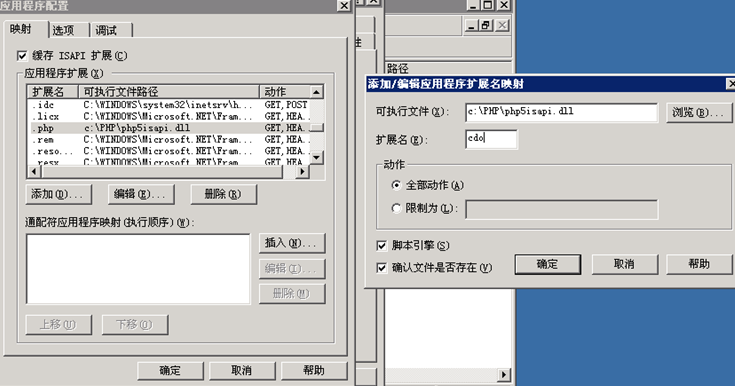 应用程序配置
映射 选项 调试
缓存 ISAPI 扩展(C)
应用程序扩展(X)
扩展名 可执行文件路径 动作
.idc C:\WINDOWS\system32\inetsrv\h... GET,POST
.licx C:\WINDOWS\Microsoft.NET\Fram... GET,HEA...
.php c:\PHP\php5isapi.dll GET,HEA...
.rem C:\WINDOWS\Microsoft.NET\Fram... GET,HEA...
.reso... C:\WINDOWS\Microsoft.NET\Fram... GET,HEA...
.resx C:\WINDOWS\Microsoft.NET\Fram... GET,HEA...
添加(D)... 编辑(E)... 删除(R)
通配符应用程序映射(执行顺序)(W):
插入(N)...
编辑(I)...
删除(M)
上移(U) 下移(O)
确定 取消 帮助
性
路径
添加/编辑应用程序扩展名映射
可执行文件(X): c:\PHP\php5isapi.dll 浏览(B)...
扩展名(E): cdo
动作
全部动作(A)
限制为(L):
脚本引擎(S)
确认文件是否存在(V)
确定 取消 帮助